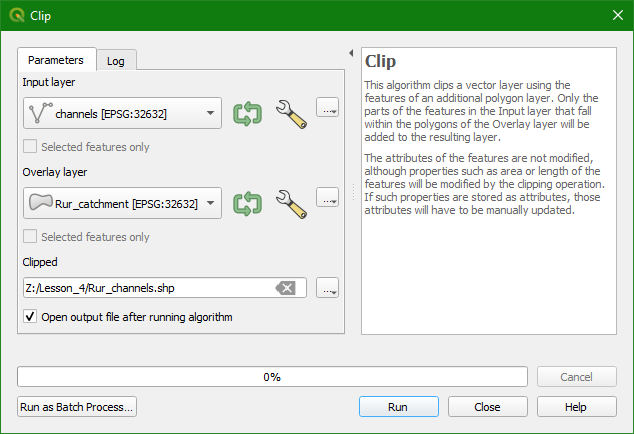 Clip
Parameters
Log
Input layer
channels [EPSG:32632]
...
Selected features only
Overlay layer
Rur_catchment [EPSG:32632]
...
Selected features only
Clipped
Z:/Lesson_4/Rur_channels.shp
...
Open output file after running algorithm
Clip
This algorithm clips a vector layer using the
features of an additional polygon layer. Only the
parts of the features in the Input layer that fall
within the polygons of the Overlay layer will be
added to the resulting layer.
The attributes of the features are not modified,
although properties such as area or length of the
features will be modified by the clipping operation.
If such properties are stored as attributes, those
attributes will have to be manually updated.
0%
Cancel
Run as Batch Process...
Run
Close
Help